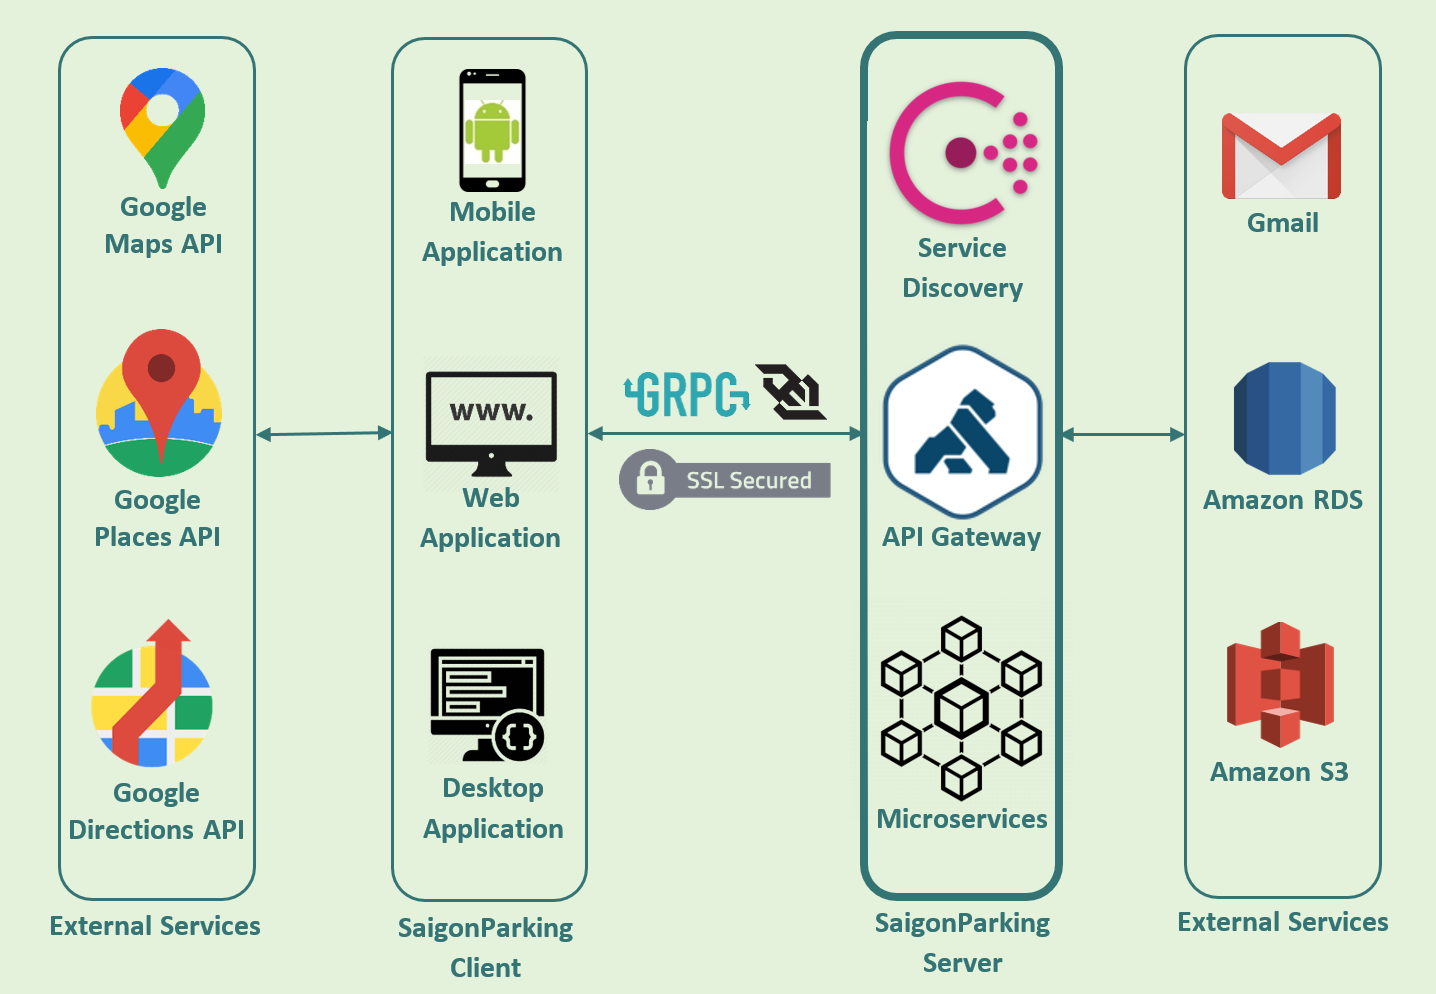 Google
Maps API
Google
Places API
Google
Directions API
External Services
Mobile
Application
www.
Web
Application
Desktop
Application
SaigonParking
Client
GRPC
SSL Secured
Service
Discovery
API Gateway
Microservices
SaigonParking
Server
Gmail
Amazon RDS
Amazon S3
External Services